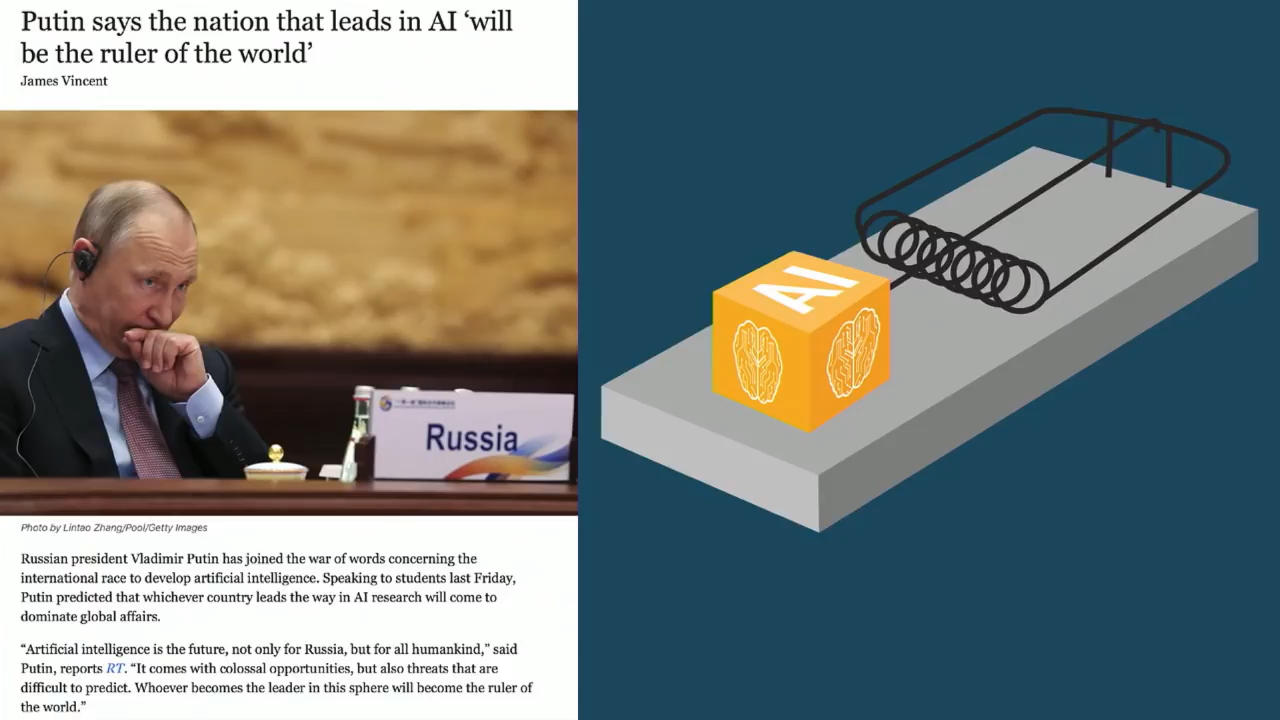 Putin says the nation that leads in AI ‘will
be the ruler of the world’
James Vincent
Russia
Photo by Lintao Zhang/Pool/Getty Images
Russian president Vladimir Putin has joined the war of words concerning the
international race to develop artificial intelligence. Speaking to students last Friday,
Putin predicted that whichever country leads the way in AI research will come to
dominate global affairs.
“Artificial intelligence is the future, not only for Russia, but for all humankind,” said
Putin, reports RT. “It comes with colossal opportunities, but also threats that are
difficult to predict. Whoever becomes the leader in this sphere will become the ruler of
the world.”
AI